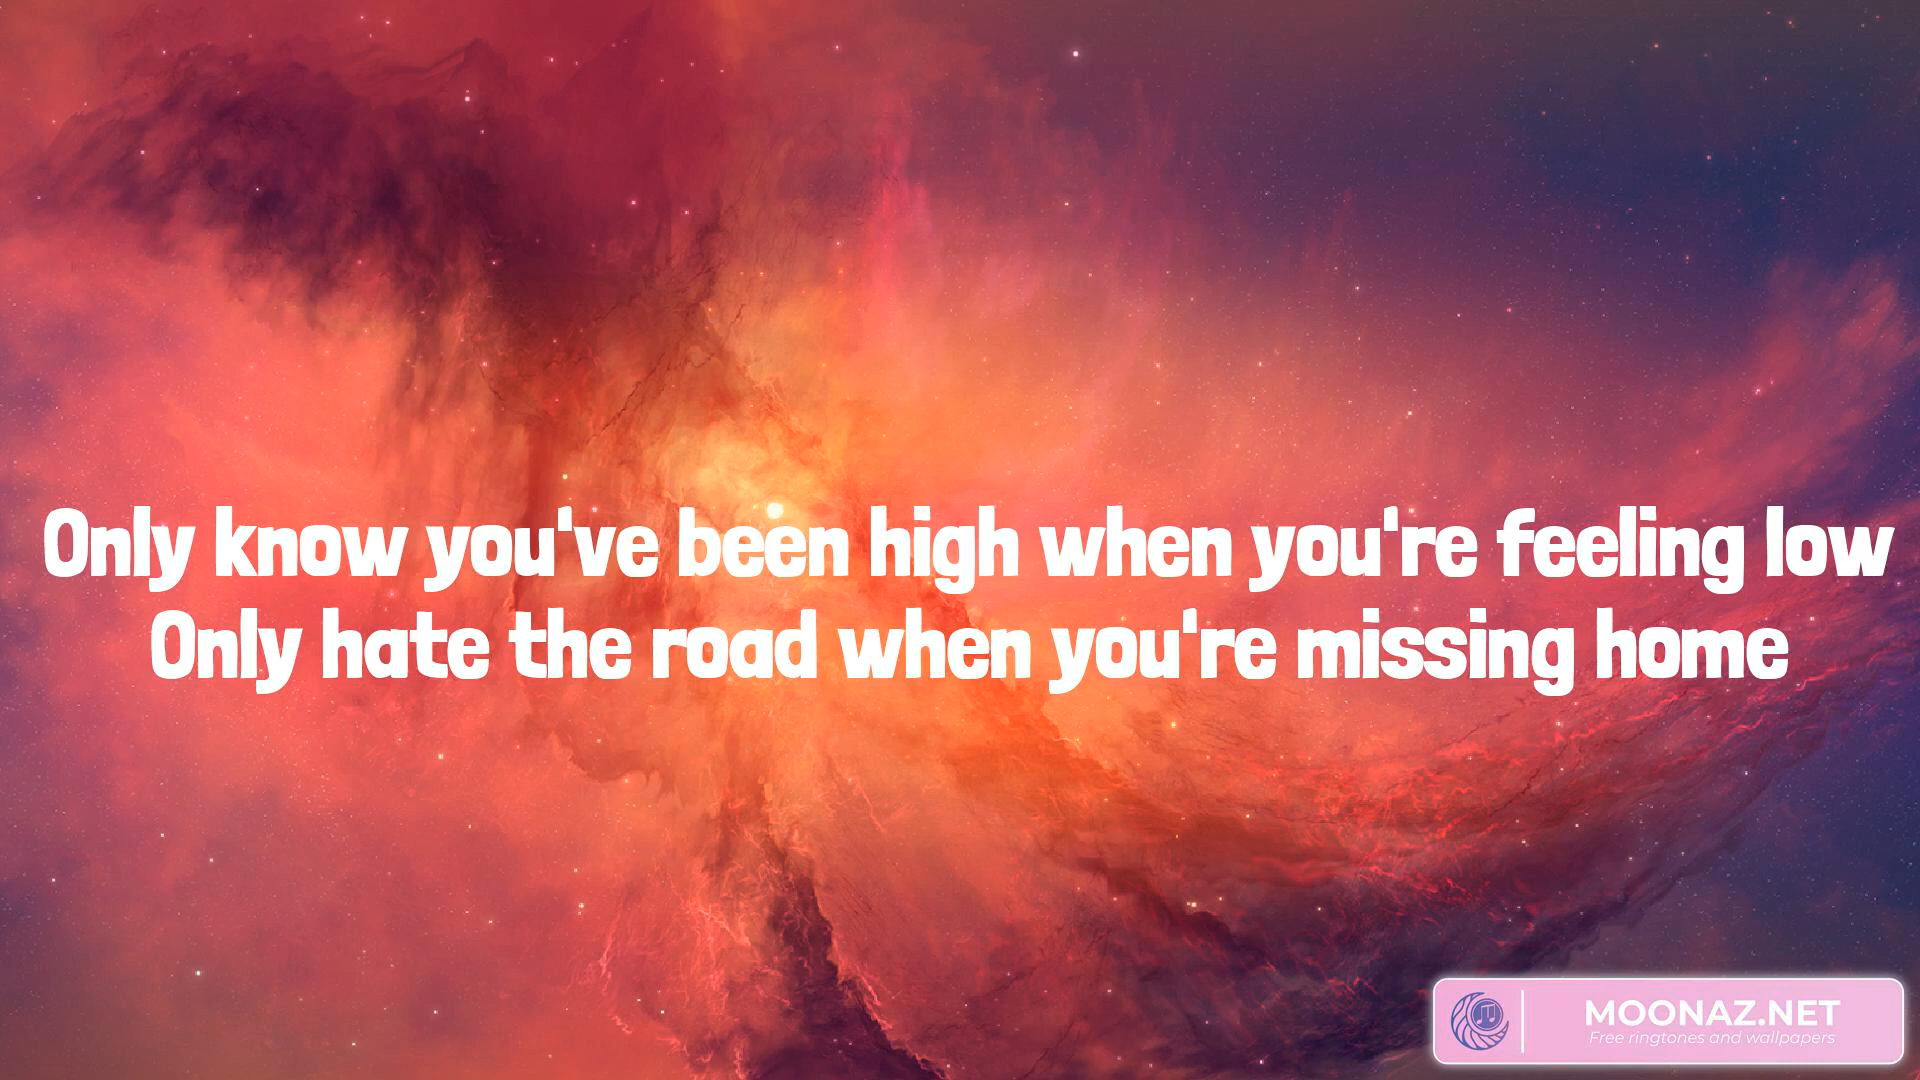 Only know you've been high when you're feeling low
Only hate the road when you're missing home
MOONAZ.NET
Free ringtones and wallpapers